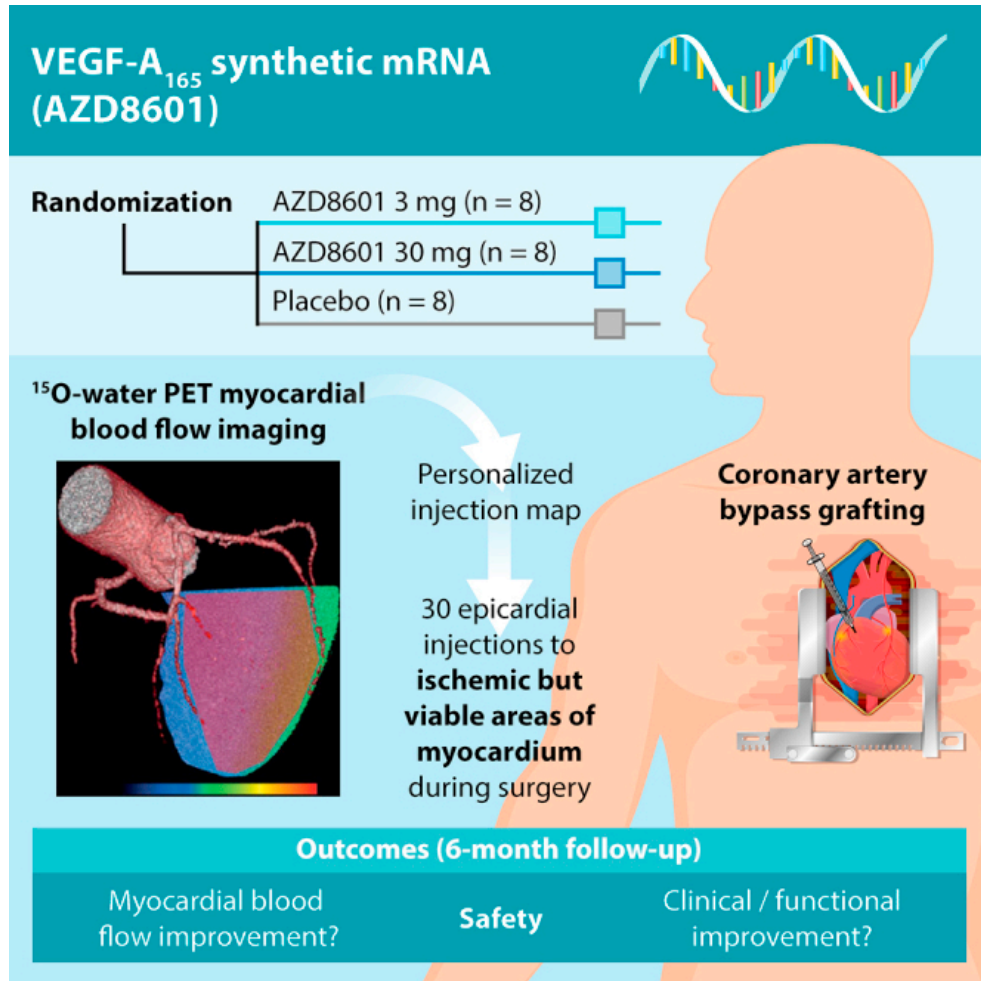 VEGF-A₁₆₅ synthetic mRNA
(AZD8601)
Randomization
AZD8601 3 mg (n = 8)
AZD8601 30 mg (n = 8)
Placebo (n = 8)
¹⁵O-water PET myocardial
blood flow imaging
Personalized
injection map
30 epicardial
injections to
ischemic but
viable areas of
myocardium
during surgery
Coronary artery
bypass grafting
Outcomes (6-month follow-up)
Myocardial blood
flow improvement?
Safety
Clinical / functional
improvement?